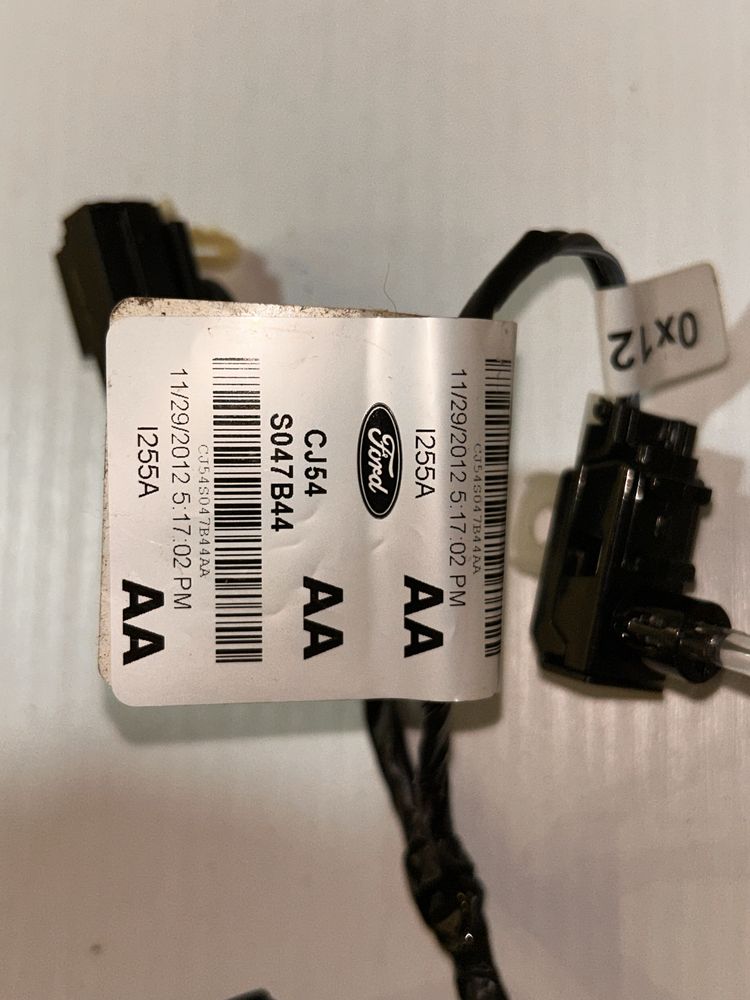 CJ54S047B44AA
11/29/2012 5:17:02 PM
I255A AA
Ford
CJ54 AA
S047B44
CJ54S047B44AA
11/29/2012 5:17:02 PM
I255A AA
0x12